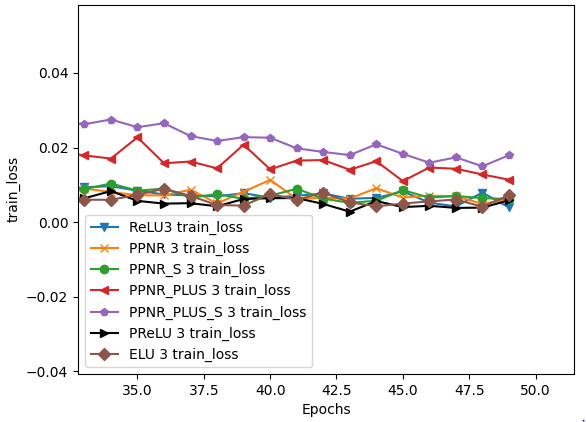 train_loss
0.04
0.02
0.00
−0.02
−0.04
ReLU3 train_loss
PPNR 3 train_loss
PPNR_S 3 train_loss
PPNR_PLUS 3 train_loss
PPNR_PLUS_S 3 train_loss
PReLU 3 train_loss
ELU 3 train_loss
35.0 37.5 40.0 42.5 45.0 47.5 50.0
Epochs